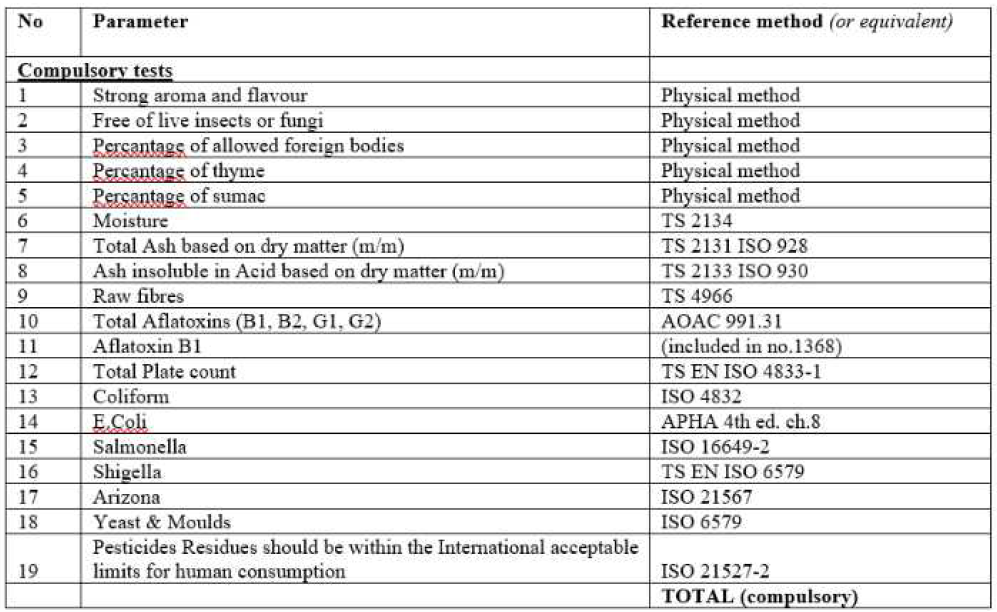 No Parameter Reference method (or equivalent)
Compulsory tests
1 Strong aroma and flavour Physical method
2 Free of live insects or fungi Physical method
3 Percantage of allowed foreign bodies Physical method
4 Percantage of thyme Physical method
5 Percantage of sumac Physical method
6 Moisture TS 2134
7 Total Ash based on dry matter (m/m) TS 2131 ISO 928
8 Ash insoluble in Acid based on dry matter (m/m) TS 2133 ISO 930
9 Raw fibres TS 4966
10 Total Aflatoxins (B1, B2, G1, G2) AOAC 991.31
11 Aflatoxin B1 (included in no.1368)
12 Total Plate count TS EN ISO 4833-1
13 Coliform ISO 4832
14 E.Coli APHA 4th ed. ch.8
15 Salmonella ISO 16649-2
16 Shigella TS EN ISO 6579
17 Arizona ISO 21567
18 Yeast & Moulds ISO 6579
Pesticides Residues should be within the International acceptable
19 limits for human consumption ISO 21527-2
TOTAL (compulsory)